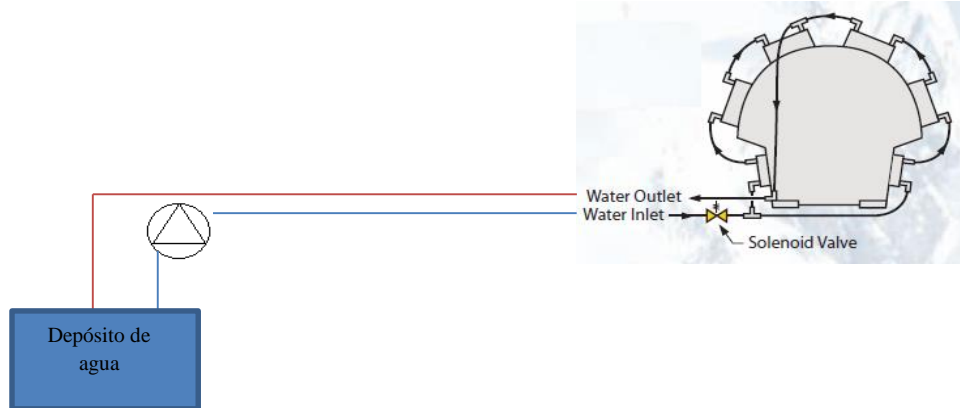 Water Outlet
Water Inlet
Solenoid Valve
Depósito de
agua